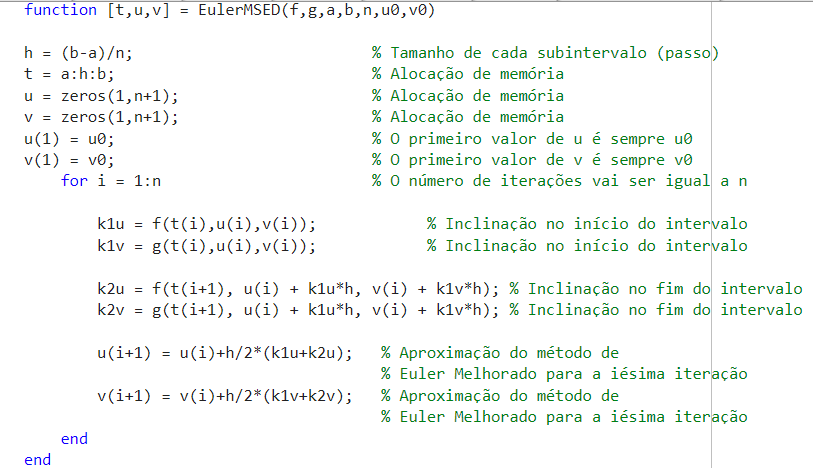 function [t,u,v] = EulerMSED(f,g,a,b,n,u0,v0)
h = (b-a)/n; % Tamanho de cada subintervalo (passo)
t = a:h:b; % Alocação de memória
u = zeros(1,n+1); % Alocação de memória
v = zeros(1,n+1); % Alocação de memória
u(1) = u0; % O primeiro valor de u é sempre u0
v(1) = v0; % O primeiro valor de v é sempre v0
for i = 1:n % O número de iterações vai ser igual a n
k1u = f(t(i),u(i),v(i)); % Inclinação no início do intervalo
k1v = g(t(i),u(i),v(i)); % Inclinação no início do intervalo
k2u = f(t(i+1), u(i) + k1u*h, v(i) + k1v*h); % Inclinação no fim do intervalo
k2v = g(t(i+1), u(i) + k1u*h, v(i) + k1v*h); % Inclinação no fim do intervalo
u(i+1) = u(i)+h/2*(k1u+k2u); % Aproximação do método de
% Euler Melhorado para a iésima iteração
v(i+1) = v(i)+h/2*(k1v+k2v); % Aproximação do método de
% Euler Melhorado para a iésima iteração
end
end